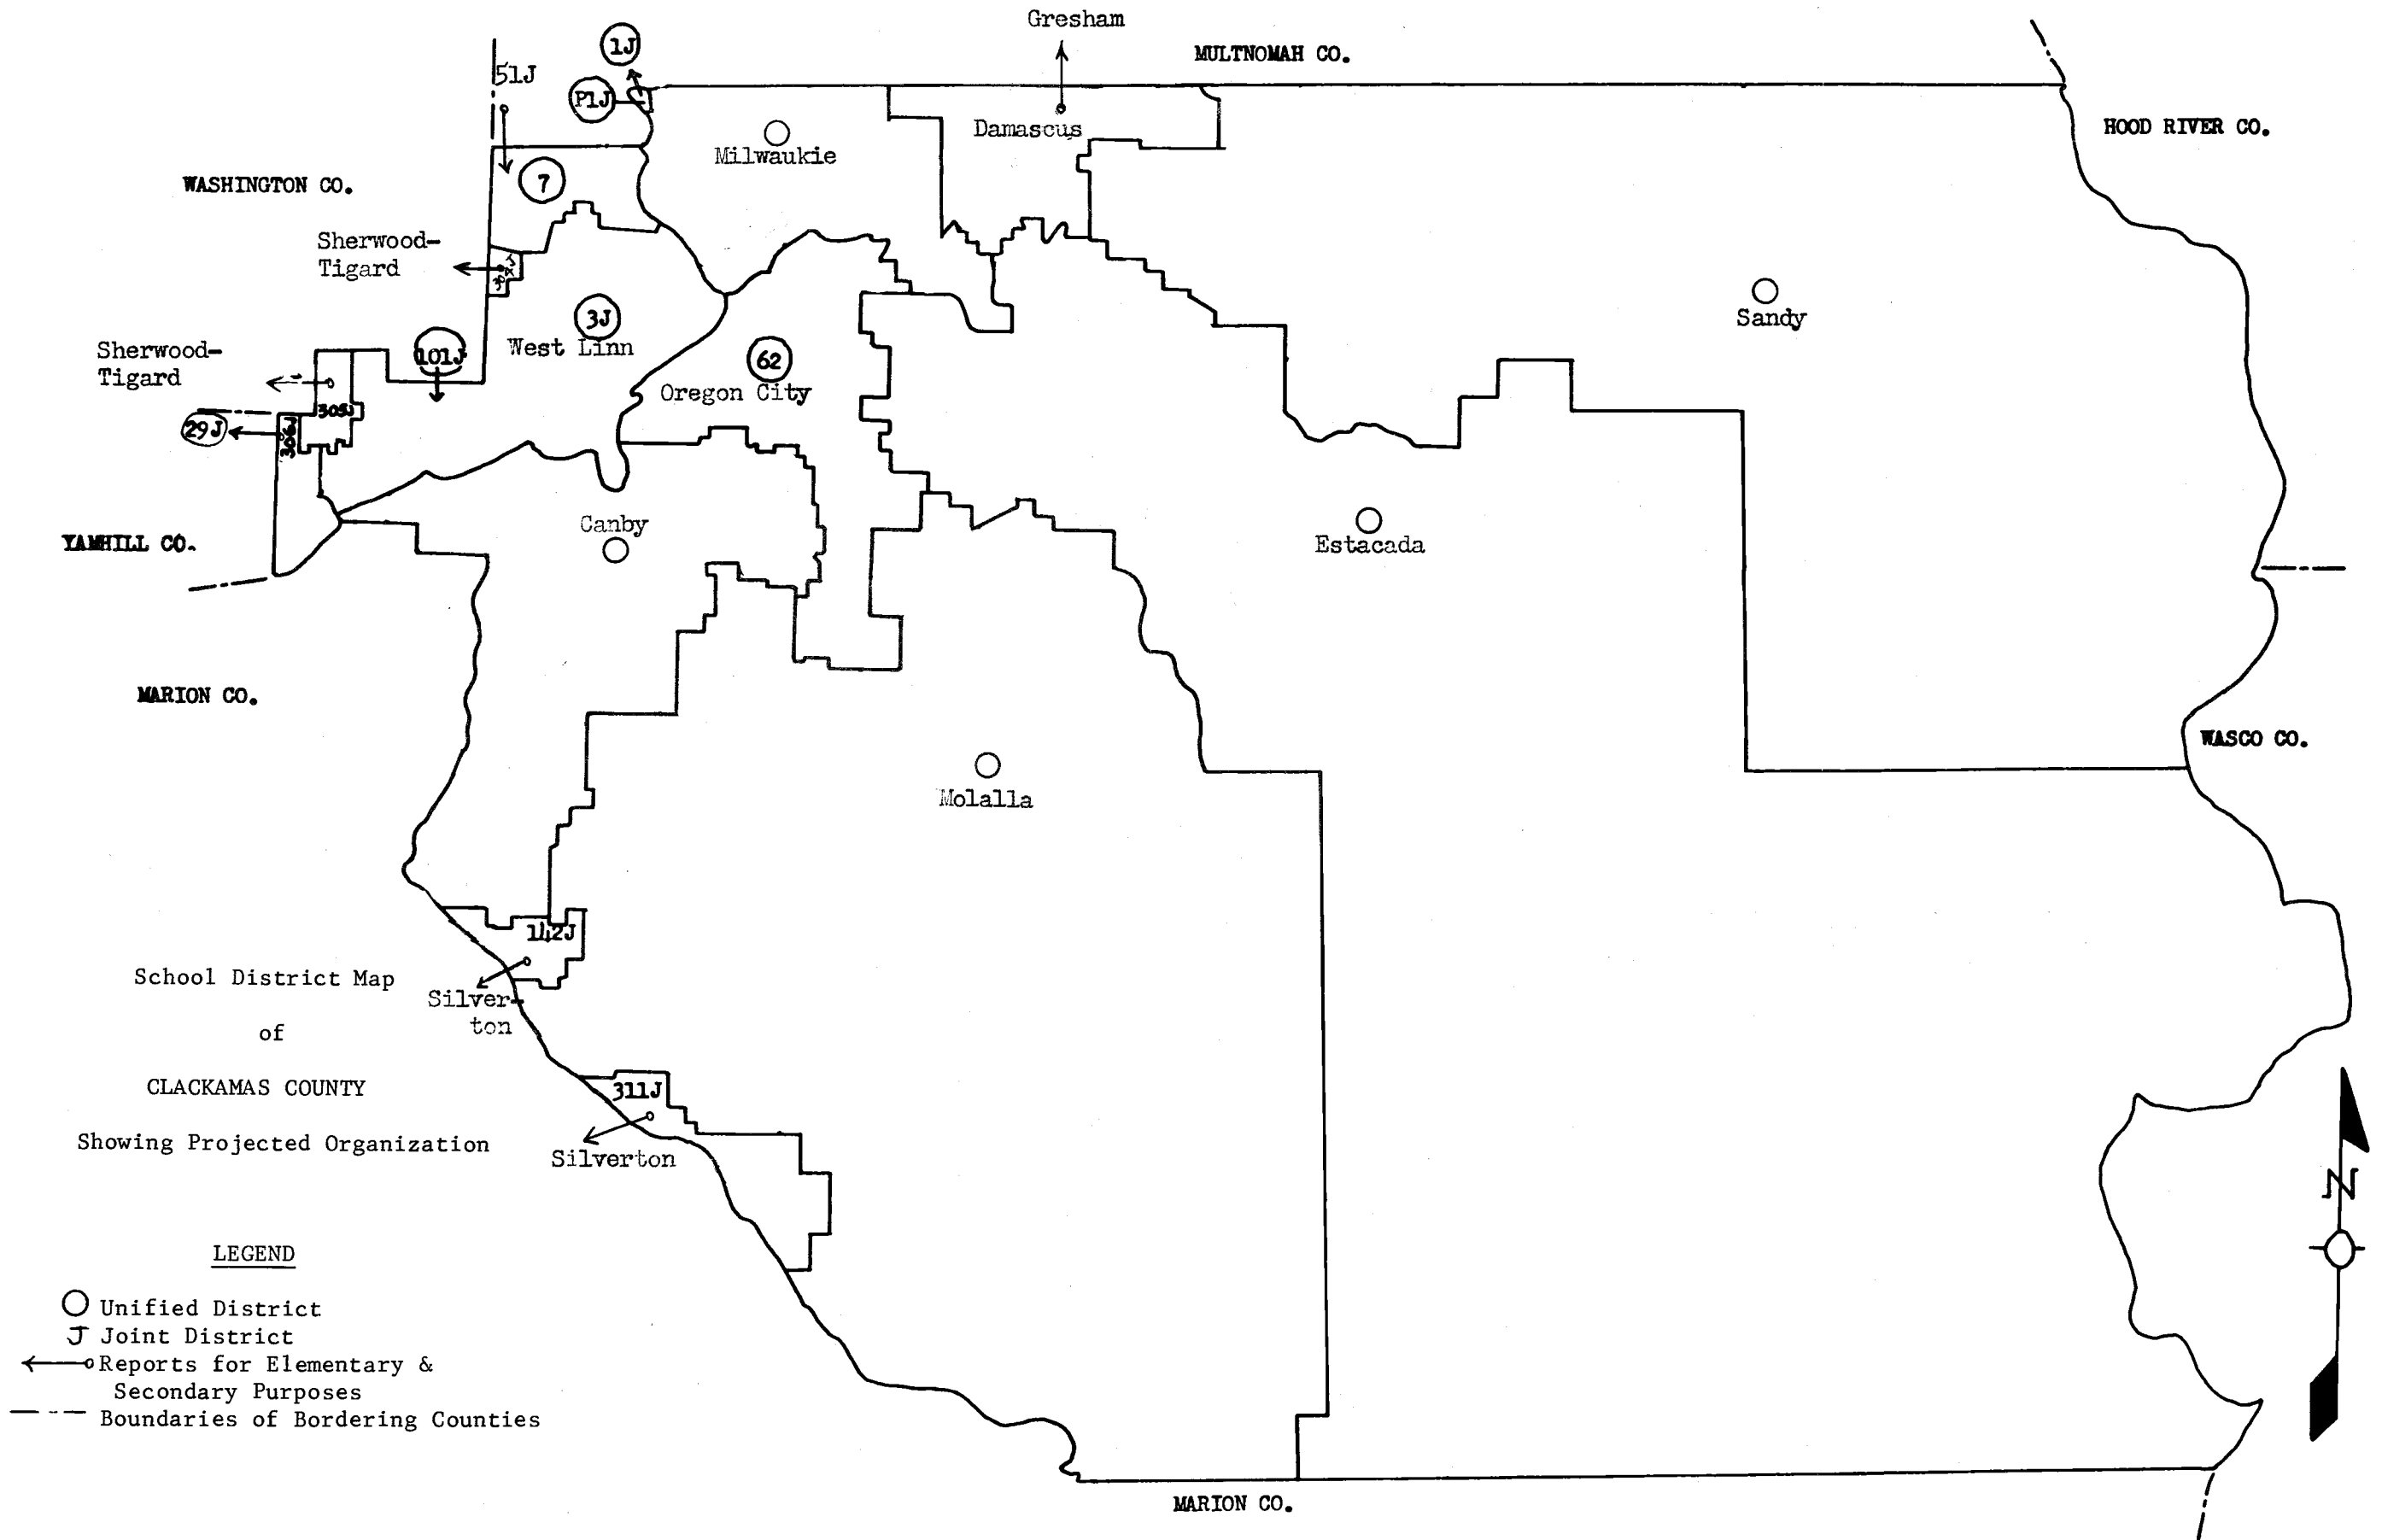 Gresham
1J
MULTNOMAH CO.
51J
P1J
Damascus
HOOD RIVER CO.
Milwaukie
WASHINGTON CO.
7
Sherwood-
Tigard
Sandy
3J
West Linn
Sherwood-
Tigard
101J
62
Oregon City
305J
29J
306J
Canby
YAMHILL CO.
Estacada
MARION CO.
WASCO CO.
Molalla
142J
School District Map
Silver-
ton
of
CLACKAMAS COUNTY
311J
Showing Projected Organization
Silverton
N
LEGEND
Unified District
J Joint District
Reports for Elementary &
Secondary Purposes
Boundaries of Bordering Counties
MARION CO.